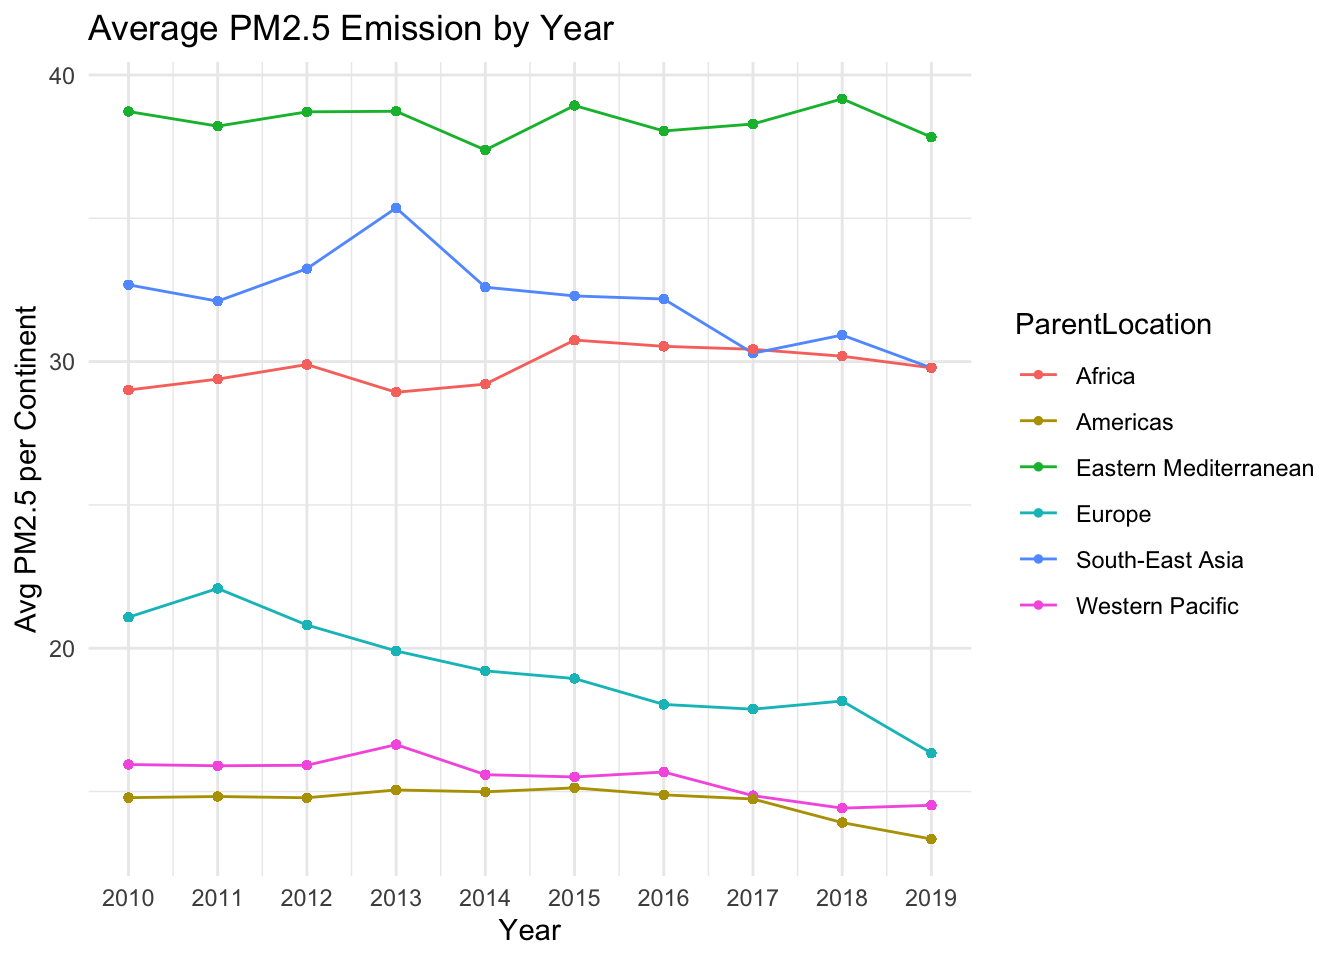 Average PM2.5 Emission by Year
Avg PM2.5 per Continent
40
30
20
2010 2011 2012 2013 2014 2015 2016 2017 2018 2019
Year
ParentLocation
Africa
Americas
Eastern Mediterranean
Europe
South-East Asia
Western Pacific